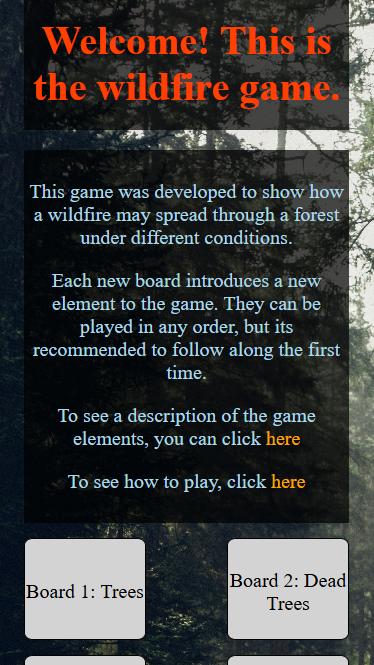 Welcome! This is
the wildfire game.
This game was developed to show how
a wildfire may spread through a forest
under different conditions.
Each new board introduces a new
element to the game. They can be
played in any order, but its
recommended to follow along the first
time.
To see a description of the game
elements, you can click here
To see how to play, click here
Board 1: Trees
Board 2: Dead
Trees